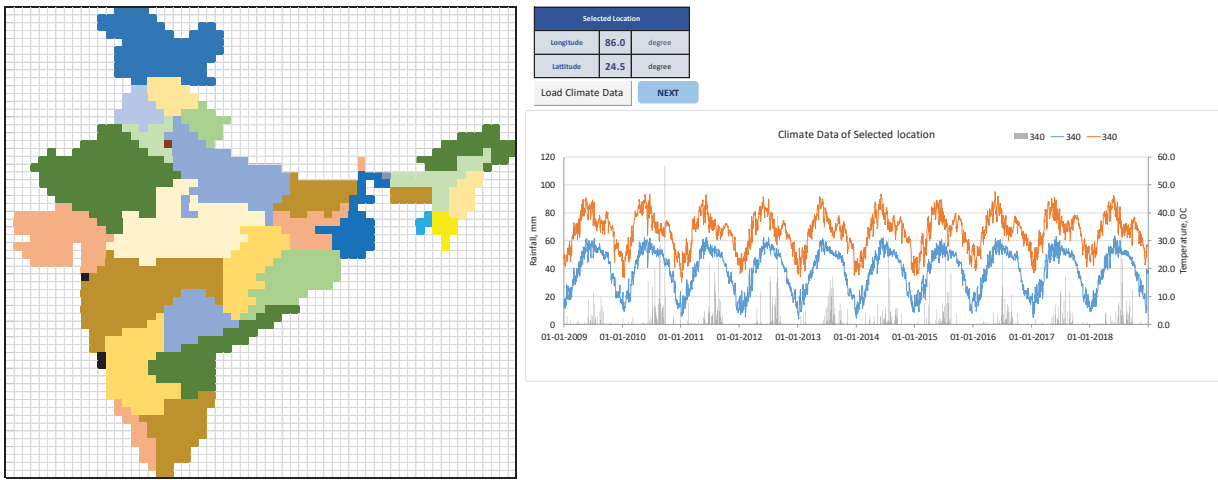 Selected Location
Longitude 86.0 degree
Lattitude 24.5 degree
Load Climate Data NEXT
Climate Data of Selected location
340 340 340
Rainfall, mm
120
100
80
60
40
20
0
60.0
50.0
40.0
30.0
20.0
10.0
0.0
Temperature, 0C
01-01-2009 01-01-2010 01-01-2011 01-01-2012 01-01-2013 01-01-2014 01-01-2015 01-01-2016 01-01-2017 01-01-2018